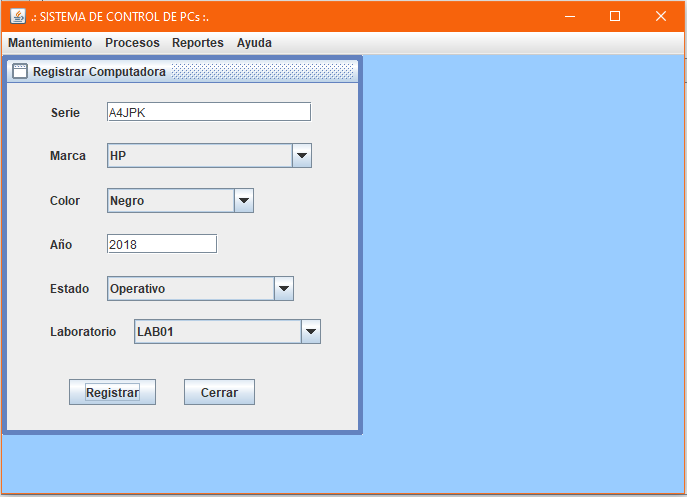 .: SISTEMA DE CONTROL DE PCs :.
Mantenimiento Procesos Reportes Ayuda
Registrar Computadora
Serie A4JPK
Marca HP
Color Negro
Año 2018
Estado Operativo
Laboratorio LAB01
Registrar Cerrar